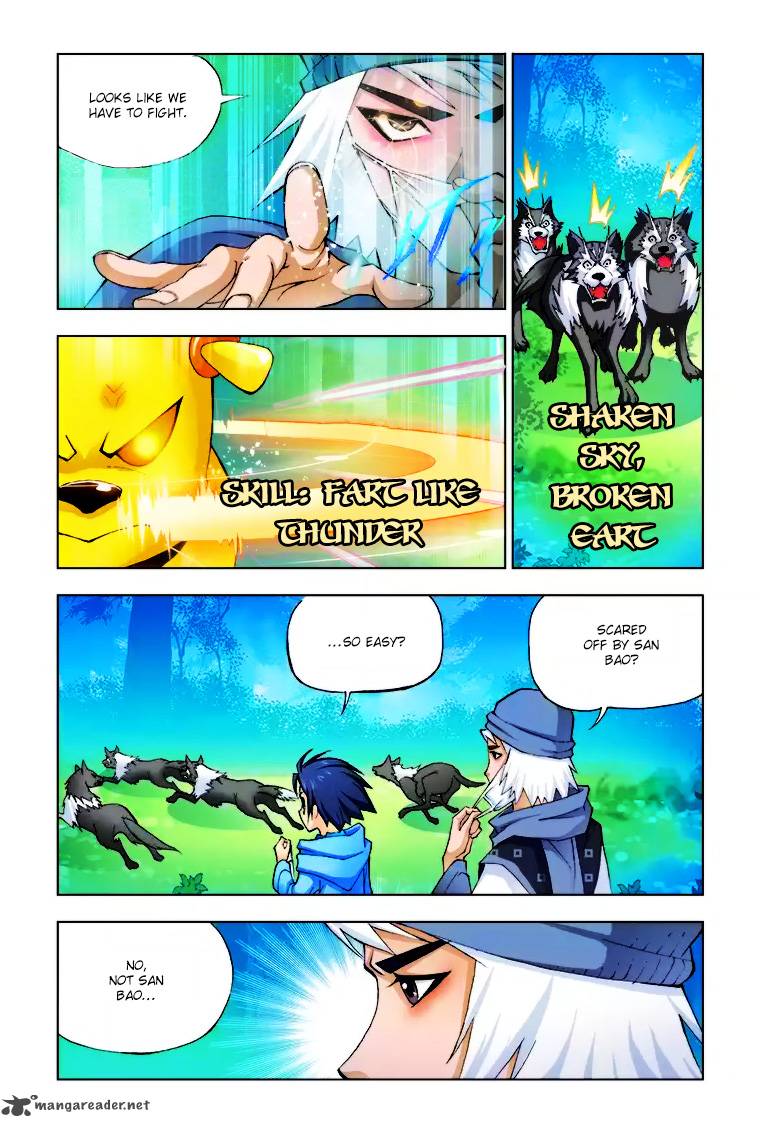 LOOKS LIKE WE
HAVE TO FIGHT.
SKILL: FART LIKE
THUNDER
SHAKEN
SKY,
BROKEN
EART
...SO EASY?
SCARED
OFF BY SAN
BAO?
NO,
NOT SAN
BAO...
mangareader.net